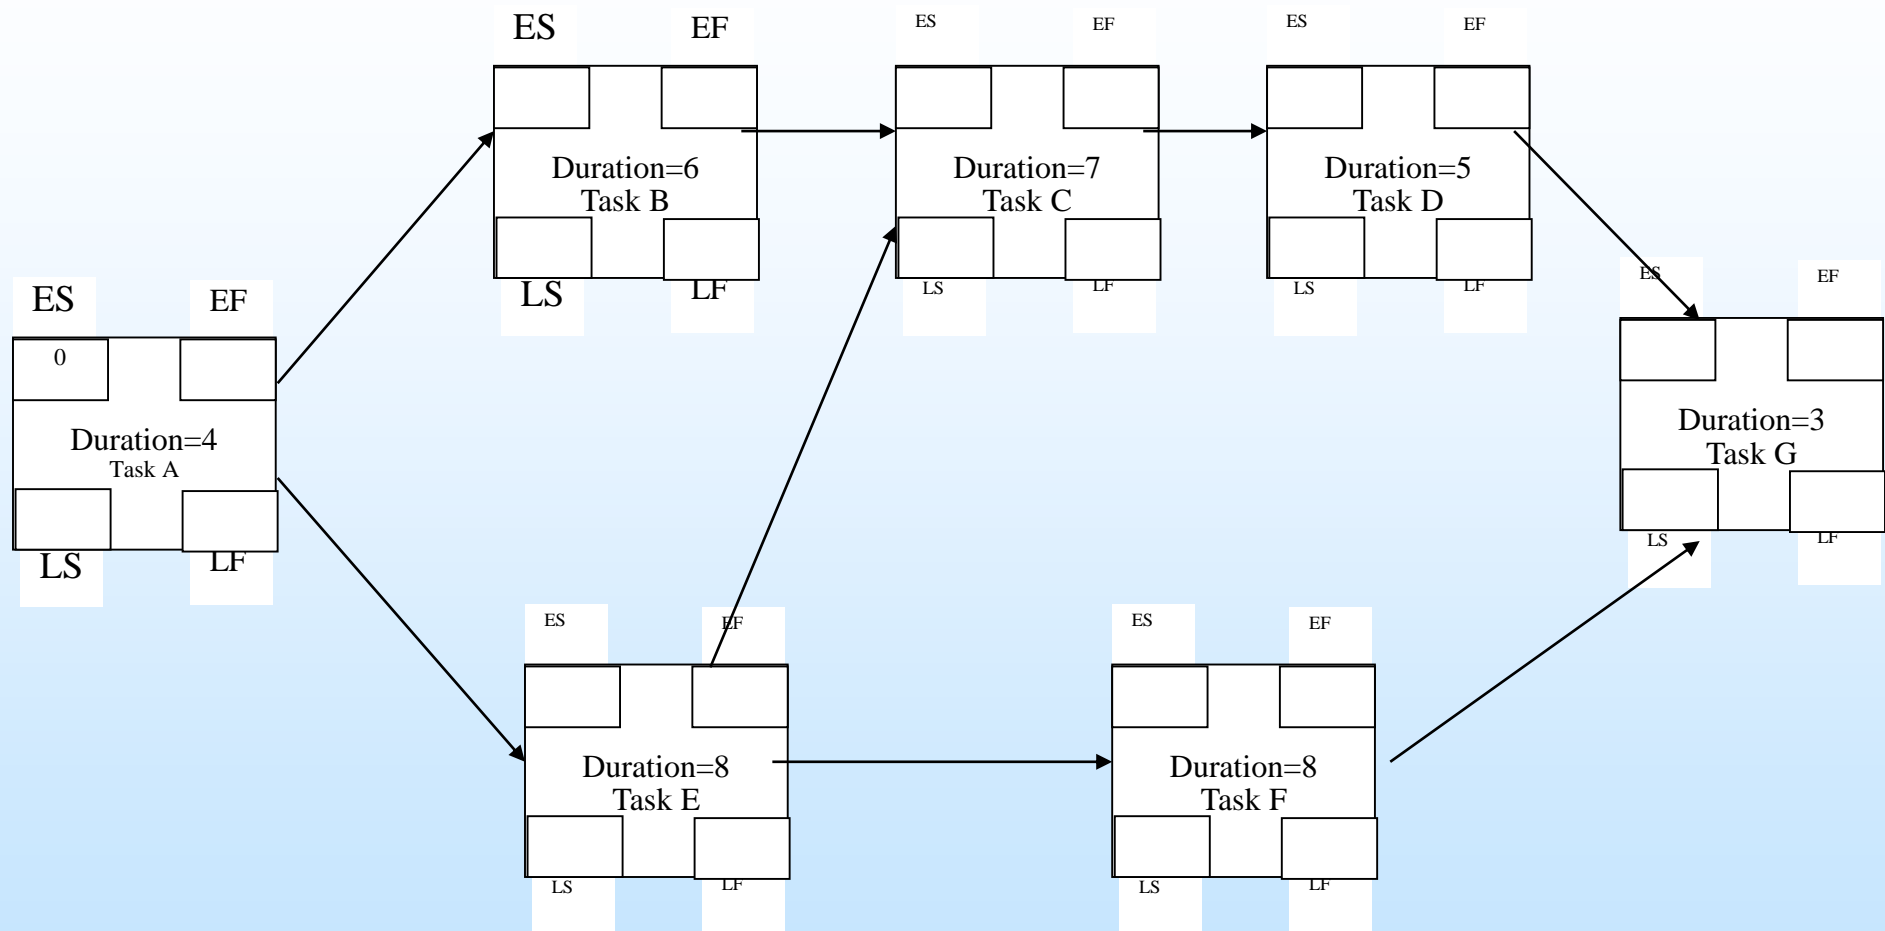 ES EF
Duration=6
Task B
LS LF
ES EF
Duration=7
Task C
LS LF
ES EF
Duration=5
Task D
LS LF
ES EF
0
Duration=4
Task A
LS LF
ES EF
Duration=3
Task G
LS LF
ES EF
Duration=8
Task E
LS LF
ES EF
Duration=8
Task F
LS LF